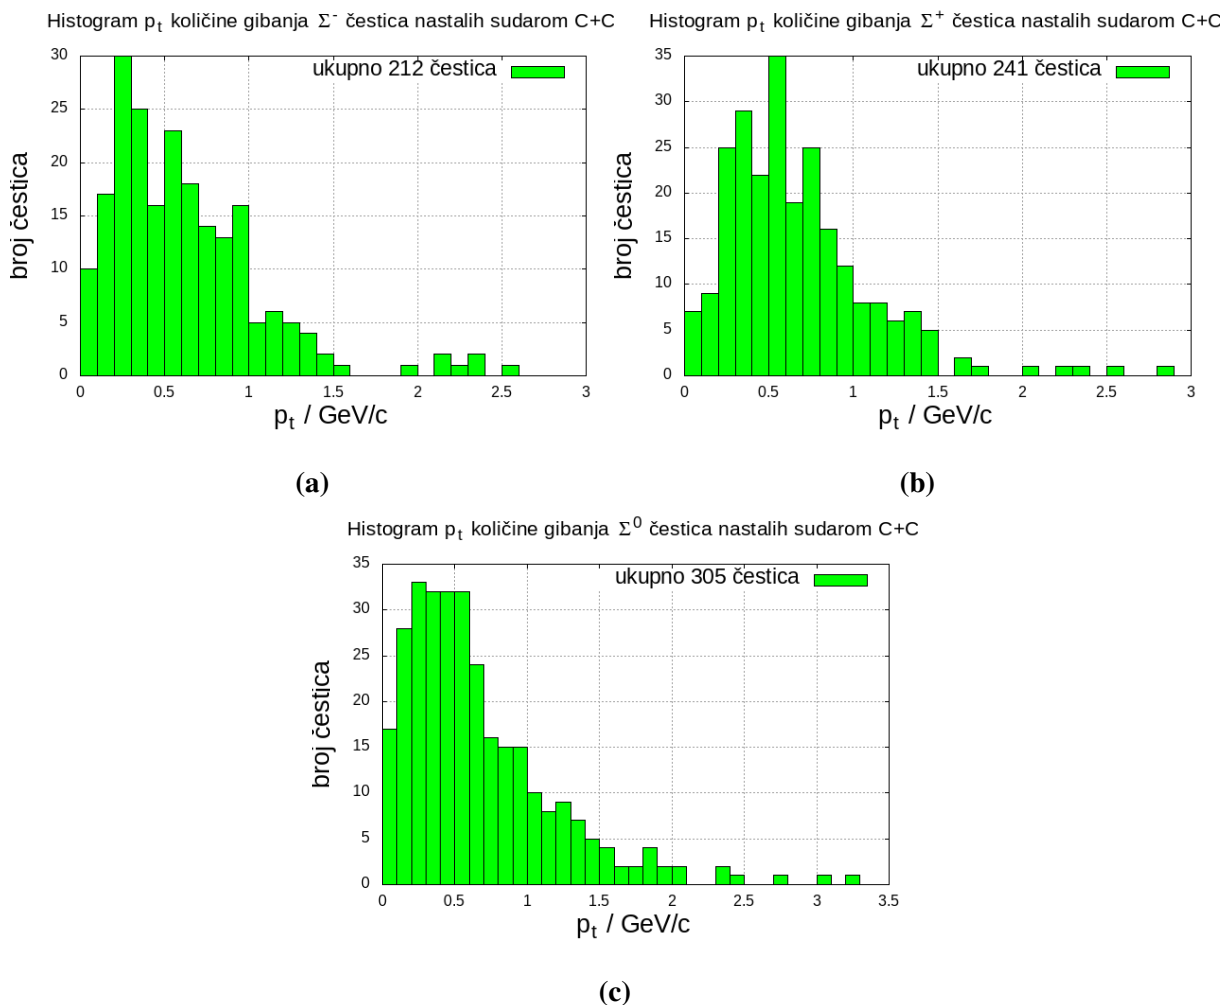 Histogram p_t količine gibanja Σ⁻ čestica nastalih sudarom C+C
ukupno 212 čestica
30
25
20
15
10
5
0
broj čestica
0 0.5 1 1.5 2 2.5 3
p_t / GeV/c
(a)
Histogram p_t količine gibanja Σ⁺ čestica nastalih sudarom C+C
ukupno 241 čestica
35
30
25
20
15
10
5
0
broj čestica
0 0.5 1 1.5 2 2.5 3
p_t / GeV/c
(b)
Histogram p_t količine gibanja Σ⁰ čestica nastalih sudarom C+C
ukupno 305 čestica
35
30
25
20
15
10
5
0
broj čestica
0 0.5 1 1.5 2 2.5 3 3.5
p_t / GeV/c
(c)